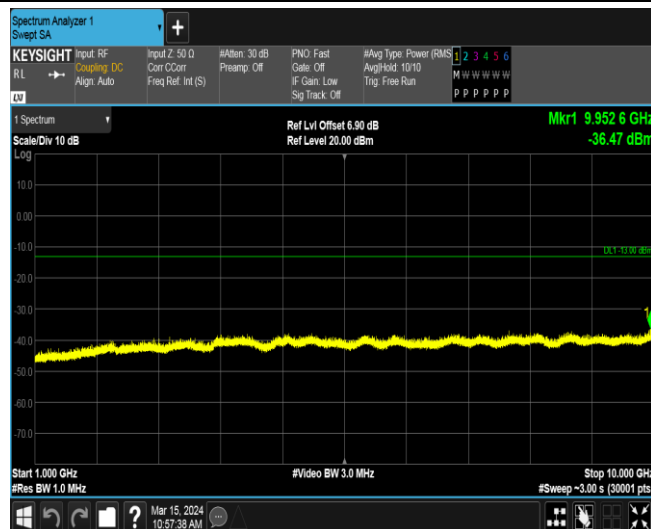 Spectrum Analyzer 1
Swept SA
KEYSIGHT
RL
LXI
Input: RF
Coupling: DC
Align: Auto
Input Z: 50 Ω
Corr CCorr
Freq Ref: Int (S)
#Atten: 30 dB
Preamp: Off
PNO: Fast
Gate: Off
IF Gain: Low
Sig Track: Off
#Avg Type: Power (RMS
Avg|Hold: 10/10
Trig: Free Run
1 2 3 4 5 6
M W W W W W
P P P P P P
1 Spectrum
Scale/Div 10 dB
Log
Ref Lvl Offset 6.90 dB
Ref Level 20.00 dBm
Mkr1 9.952 6 GHz
-36.47 dBm
10.0
0.00
-10.0
DL1 -13.00 dBm
-20.0
-30.0
1
-40.0
-50.0
-60.0
-70.0
Start 1.000 GHz
#Res BW 1.0 MHz
#Video BW 3.0 MHz
Stop 10.000 GHz
#Sweep ~3.00 s (30001 pts
?
Mar 15, 2024
10:57:38 AM